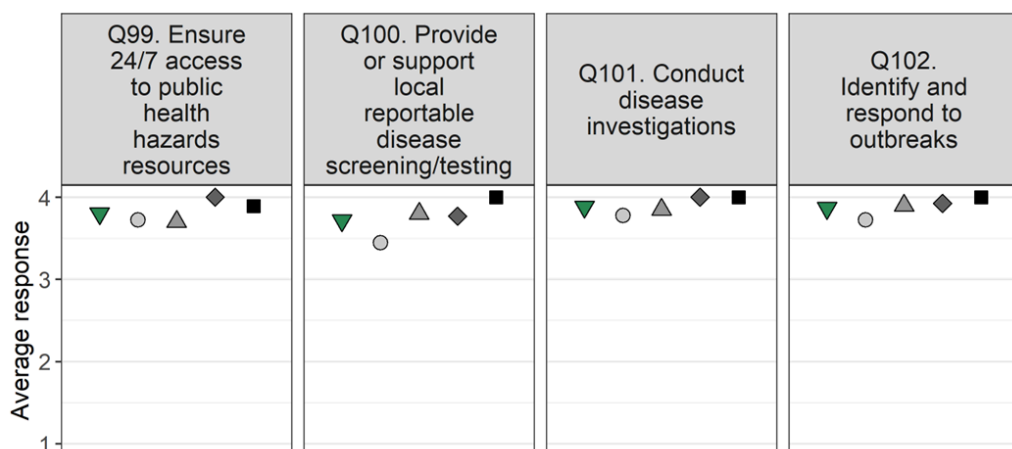 Q99. Ensure
24/7 access
to public
health
hazards
resources
Q100. Provide
or support
local
reportable
disease
screening/testing
Q101. Conduct
disease
investigations
Q102.
Identify and
respond to
outbreaks
Average response
4
3
2
1